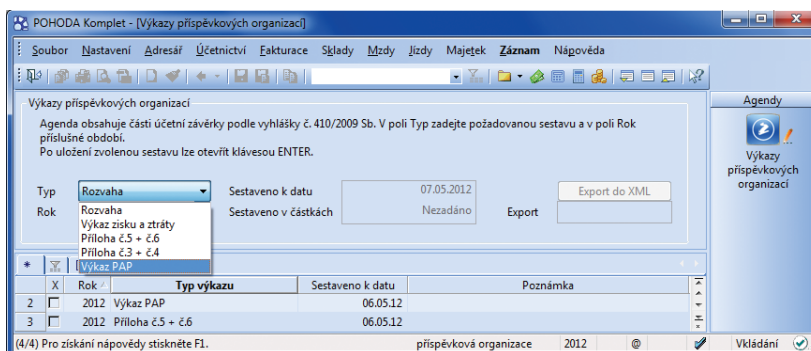 POHODA Komplet - [Výkazy příspěvkových organizací]
Soubor Nastavení Adresář Účetnictví Fakturace Sklady Mzdy Jízdy Majetek Záznam Nápověda
Výkazy příspěvkových organizací
Agenda obsahuje části účetní závěrky podle vyhlášky č. 410/2009 Sb. V poli Typ zadejte požadovanou sestavu a v poli Rok
příslušné období.
Po uložení zvolenou sestavu lze otevřít klávesou ENTER.
Typ Rozvaha Sestaveno k datu 07.05.2012 Export do XML
Rok Sestaveno v částkách Nezadáno Export
Rozvaha
Výkaz zisku a ztráty
Příloha č.5 + č.6
Příloha č.3 + č.4
Výkaz PAP
Agendy
Výkazy
příspěvkových
organizací
* X Rok Typ výkazu Sestaveno k datu Poznámka
2 2012 Výkaz PAP 06.05.12
3 2012 Příloha č.5 + č.6 06.05.12
(4/4) Pro získání nápovědy stiskněte F1. příspěvková organizace 2012 @ Vkládání